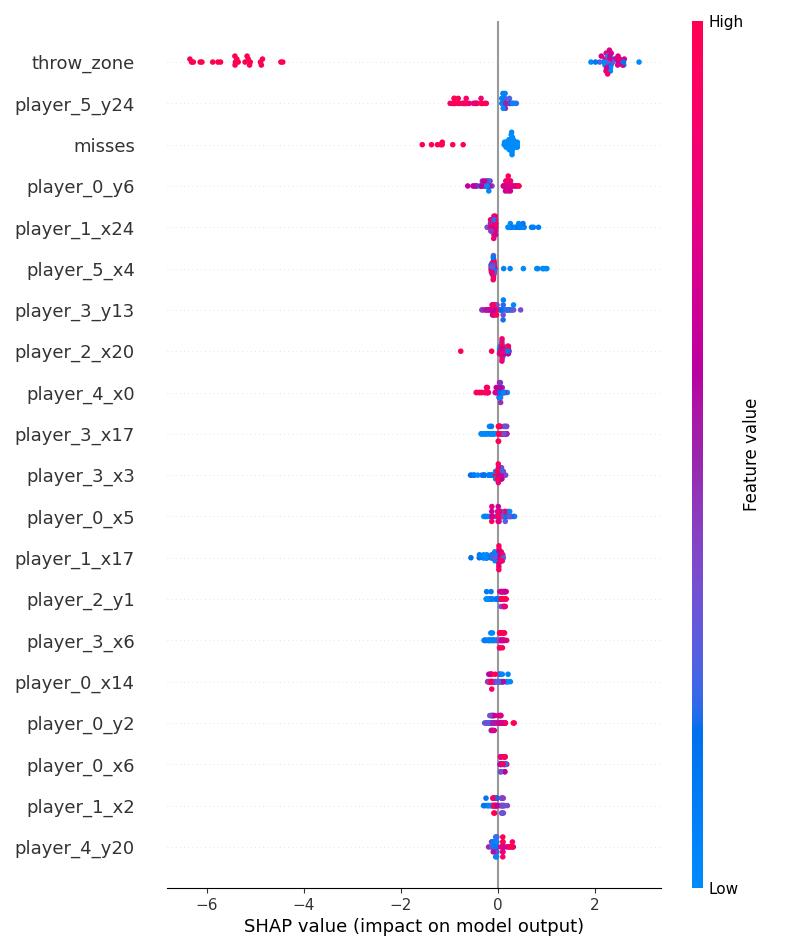 High
throw_zone
player_5_y24
misses
player_0_y6
player_1_x24
player_5_x4
player_3_y13
player_2_x20
player_4_x0
player_3_x17
player_3_x3
player_0_x5
player_1_x17
player_2_y1
player_3_x6
player_0_x14
player_0_y2
player_0_x6
player_1_x2
player_4_y20
Feature value
Low
−6 −4 −2 0 2
SHAP value (impact on model output)